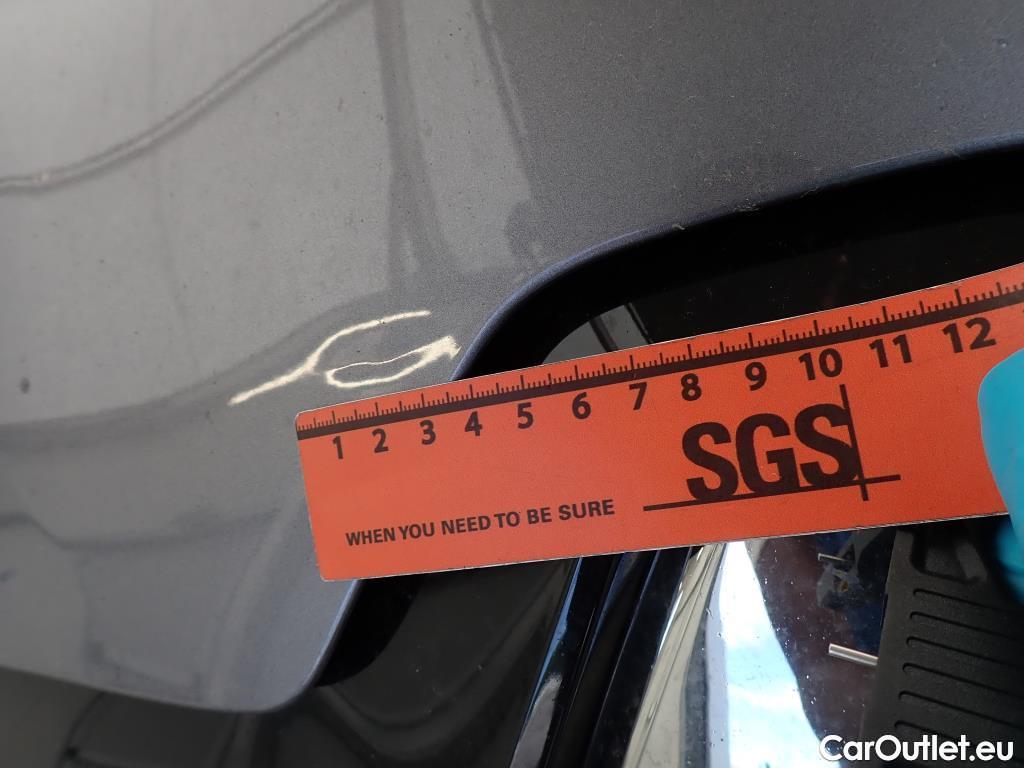 1 2 3 4 5 6 7 8 9 10 11 12
SGS
WHEN YOU NEED TO BE SURE
CarOutlet.eu